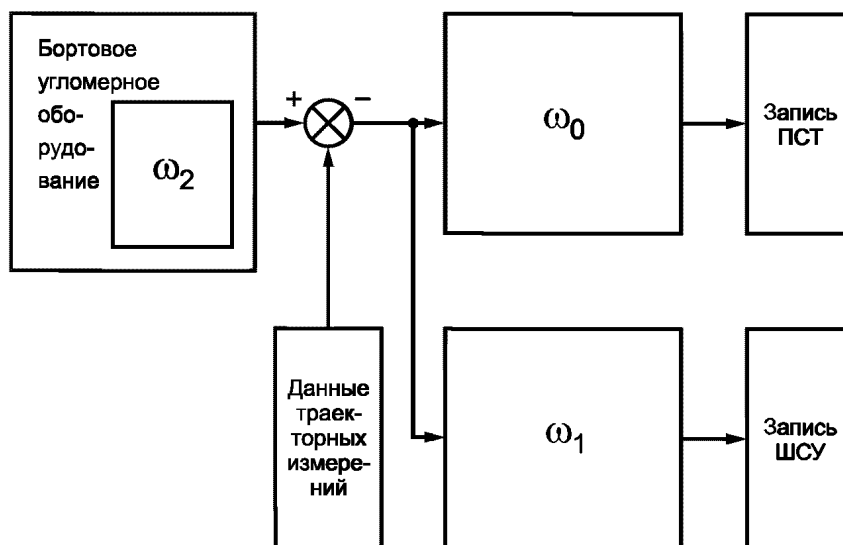 Бортовое
угломерное
обо-
рудо-
вание
ω2
+
−
ω0
Запись
ПСТ
Данные
траек-
торных
измере-
ний
ω1
Запись
ШСУ